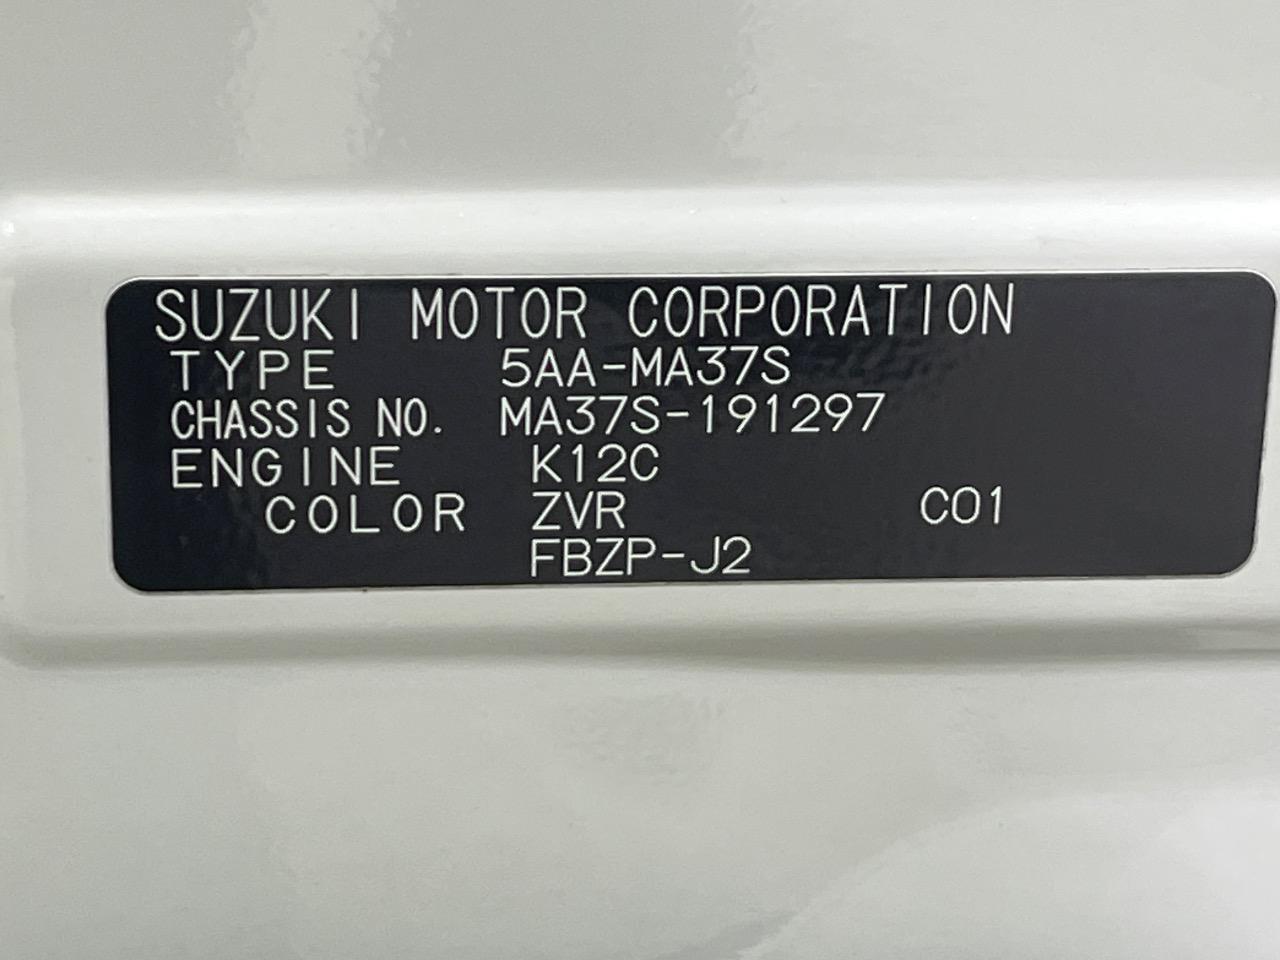 SUZUKI MOTOR CORPORATION
TYPE 5AA-MA37S
CHASSIS NO. MA37S-191297
ENGINE K12C
COLOR ZVR C01
FBZP-J2